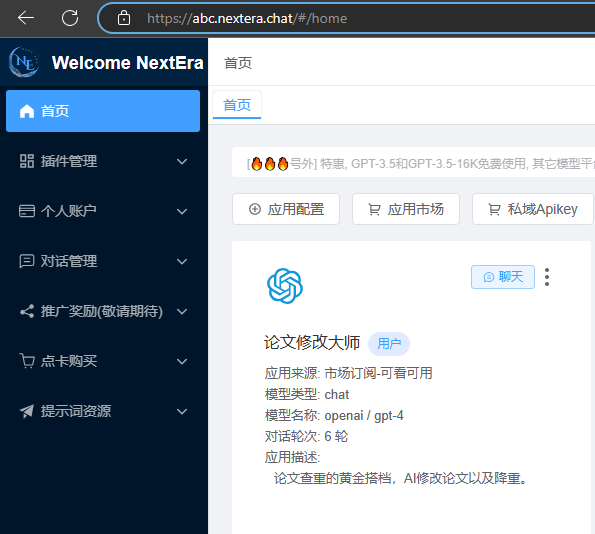 https://abc.nextera.chat/#/home
NE
Welcome NextEra
首页
首页
首页
插件管理
个人账户
对话管理
推广奖励(敬请期待)
点卡购买
提示词资源
[🔥🔥🔥号外] 特惠, GPT-3.5和GPT-3.5-16K免费使用, 其它模型平
应用配置
应用市场
私域Apikey
聊天
论文修改大师 用户
应用来源: 市场订阅-可看可用
模型类型: chat
模型名称: openai / gpt-4
对话轮次: 6 轮
应用描述:
论文查重的黄金搭档，AI修改论文以及降重。